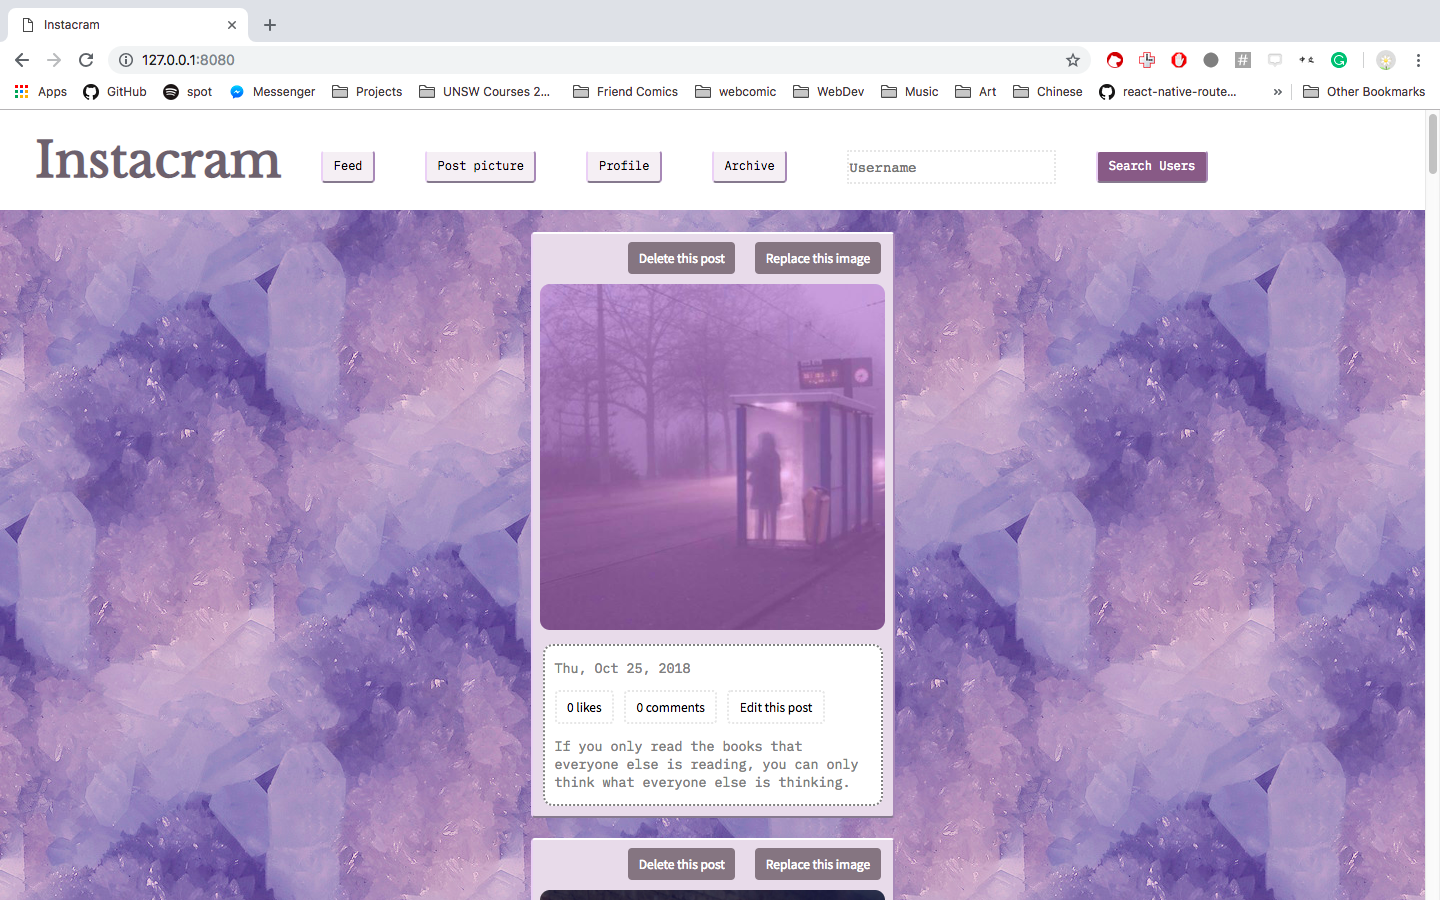 Instacram
127.0.0.1:8080
Apps GitHub spot Messenger Projects UNSW Courses 2... Friend Comics webcomic WebDev Music Art Chinese react-native-route... » Other Bookmarks
Instacram Feed Post picture Profile Archive Username Search Users
Delete this post Replace this image
Thu, Oct 25, 2018
0 likes 0 comments Edit this post
If you only read the books that
everyone else is reading, you can only
think what everyone else is thinking.
Delete this post Replace this image